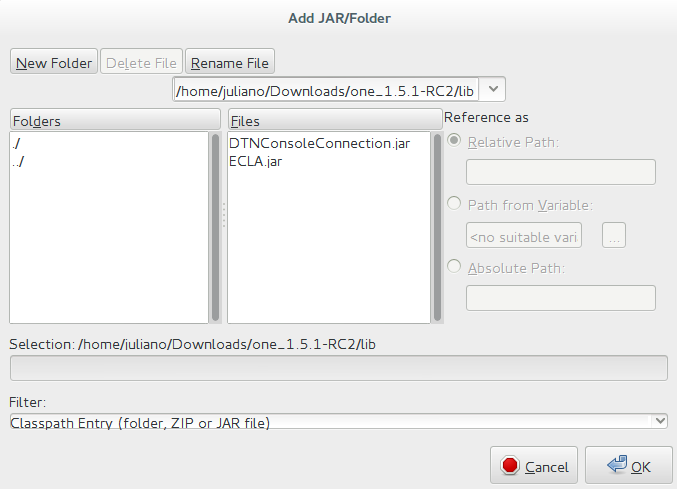 Add JAR/Folder
New Folder Delete File Rename File
/home/juliano/Downloads/one_1.5.1-RC2/lib
Folders Files Reference as
./ DTNConsoleConnection.jar Relative Path:
../ ECLA.jar
Path from Variable:
<no suitable vari ...
Absolute Path:
Selection: /home/juliano/Downloads/one_1.5.1-RC2/lib
Filter:
Classpath Entry (folder, ZIP or JAR file)
Cancel OK